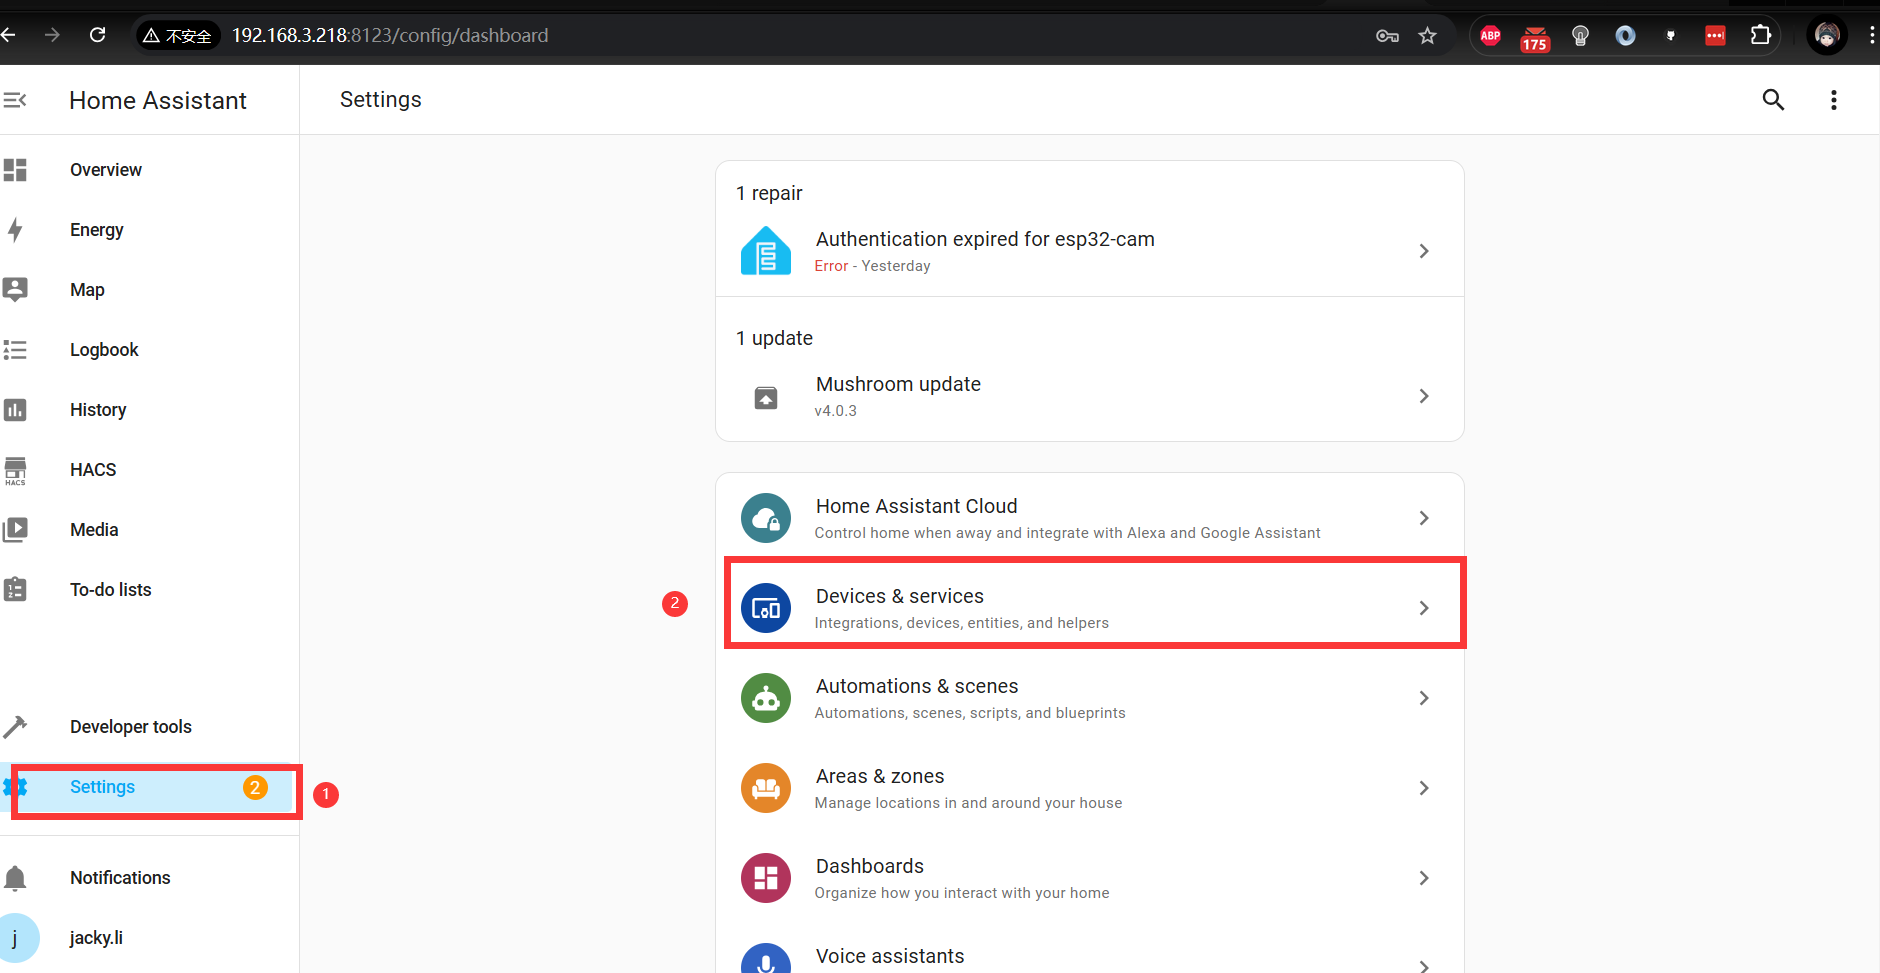 不安全
192.168.3.218:8123/config/dashboard
ABP
175
Home Assistant
Settings
Overview
Energy
Map
Logbook
History
HACS
HACS
Media
To-do lists
Developer tools
Settings
2
1
Notifications
j
jacky.li
1 repair
Authentication expired for esp32-cam
Error - Yesterday
1 update
Mushroom update
v4.0.3
Home Assistant Cloud
Control home when away and integrate with Alexa and Google Assistant
2
Devices & services
Integrations, devices, entities, and helpers
Automations & scenes
Automations, scenes, scripts, and blueprints
Areas & zones
Manage locations in and around your house
Dashboards
Organize how you interact with your home
Voice assistants